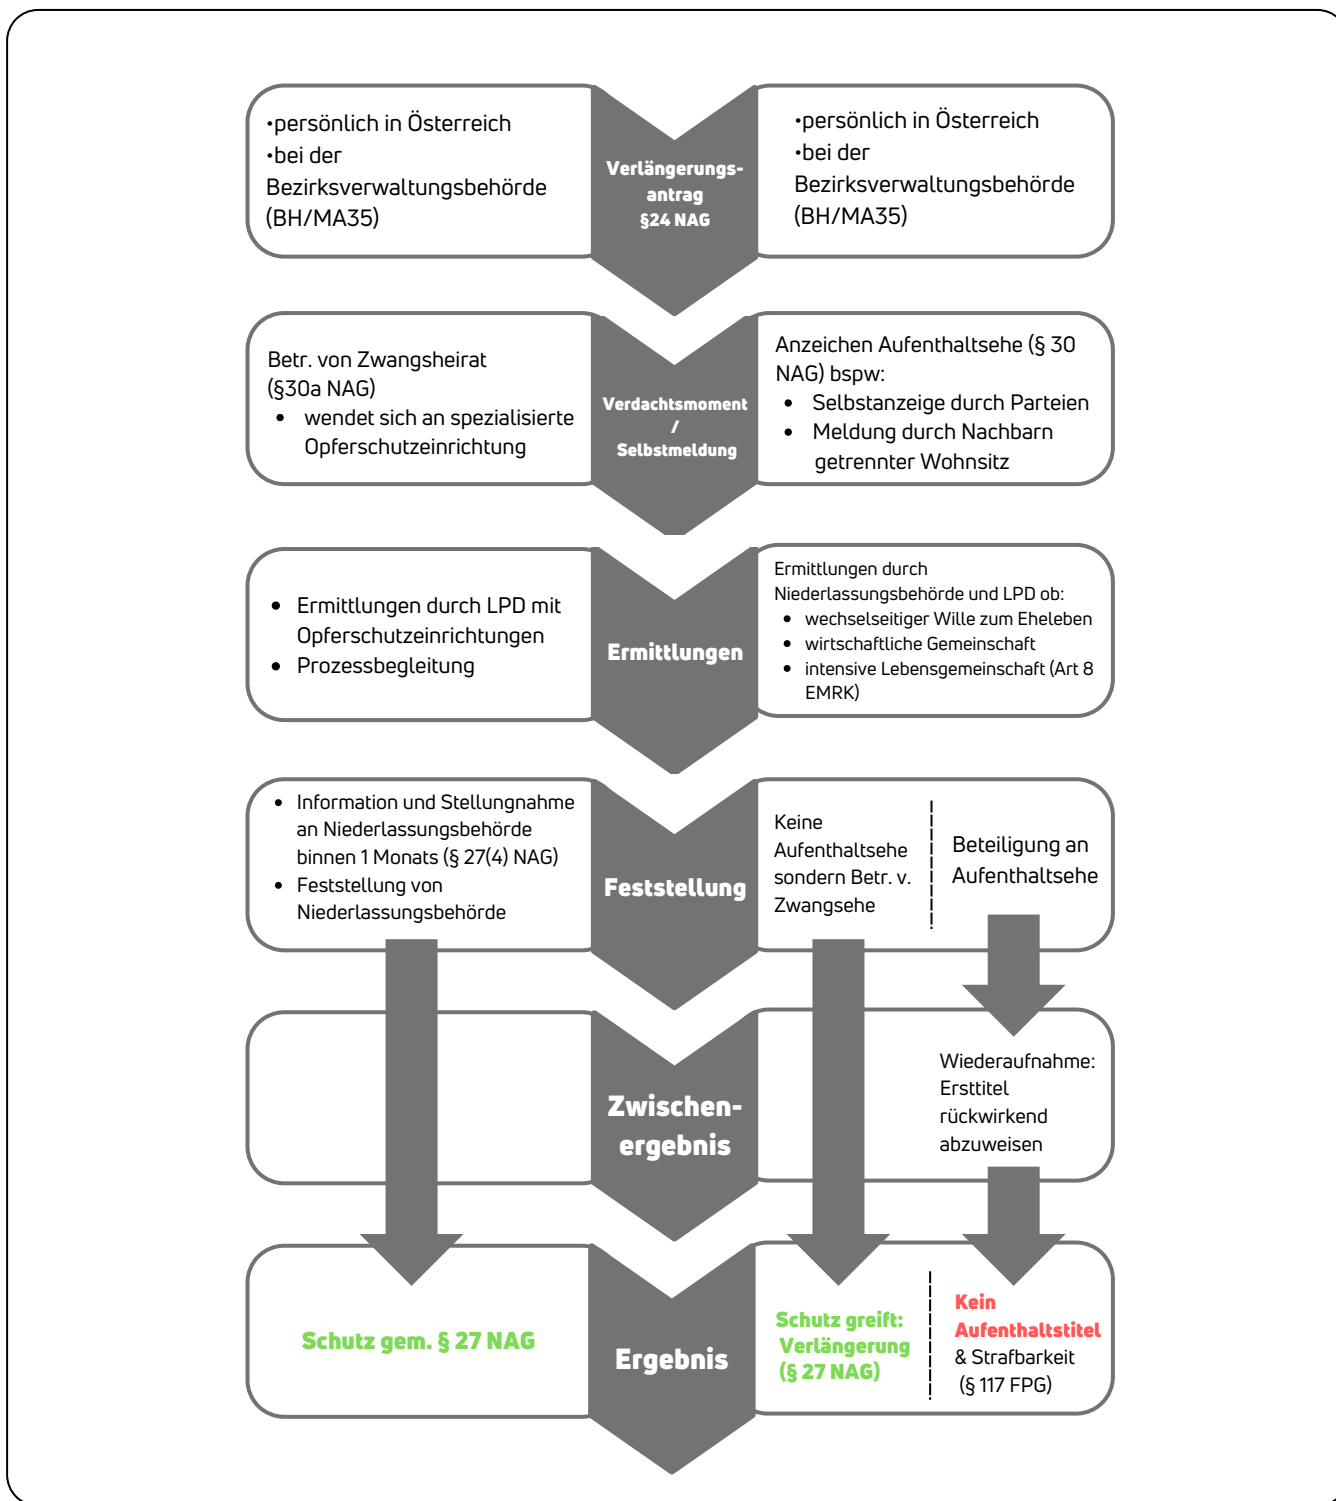 •persönlich in Österreich
•bei der
Bezirksverwaltungsbehörde
(BH/MA35)
Verlängerungs-
antrag
§24 NAG
•persönlich in Österreich
•bei der
Bezirksverwaltungsbehörde
(BH/MA35)
Betr. von Zwangsheirat
(§30a NAG)
• wendet sich an spezialisierte
Opferschutzeinrichtung
Verdachtsmoment
/
Selbstmeldung
Anzeichen Aufenthaltsehe (§ 30
NAG) bspw:
• Selbstanzeige durch Parteien
• Meldung durch Nachbarn
getrennter Wohnsitz
• Ermittlungen durch LPD mit
Opferschutzeinrichtungen
• Prozessbegleitung
Ermittlungen
Ermittlungen durch
Niederlassungsbehörde und LPD ob:
• wechselseitiger Wille zum Eheleben
• wirtschaftliche Gemeinschaft
• intensive Lebensgemeinschaft (Art 8
EMRK)
• Information und Stellungnahme
an Niederlassungsbehörde
binnen 1 Monats (§ 27(4) NAG)
• Feststellung von
Niederlassungsbehörde
Feststellung
Keine
Aufenthaltsehe
sondern Betr. v.
Zwangsehe
Beteiligung an
Aufenthaltsehe
Zwischen-
ergebnis
Wiederaufnahme:
Ersttitel
rückwirkend
abzuweisen
Schutz gem. § 27 NAG
Ergebnis
Schutz greift:
Verlängerung
(§ 27 NAG)
Kein
Aufenthaltstitel
& Strafbarkeit
(§ 117 FPG)